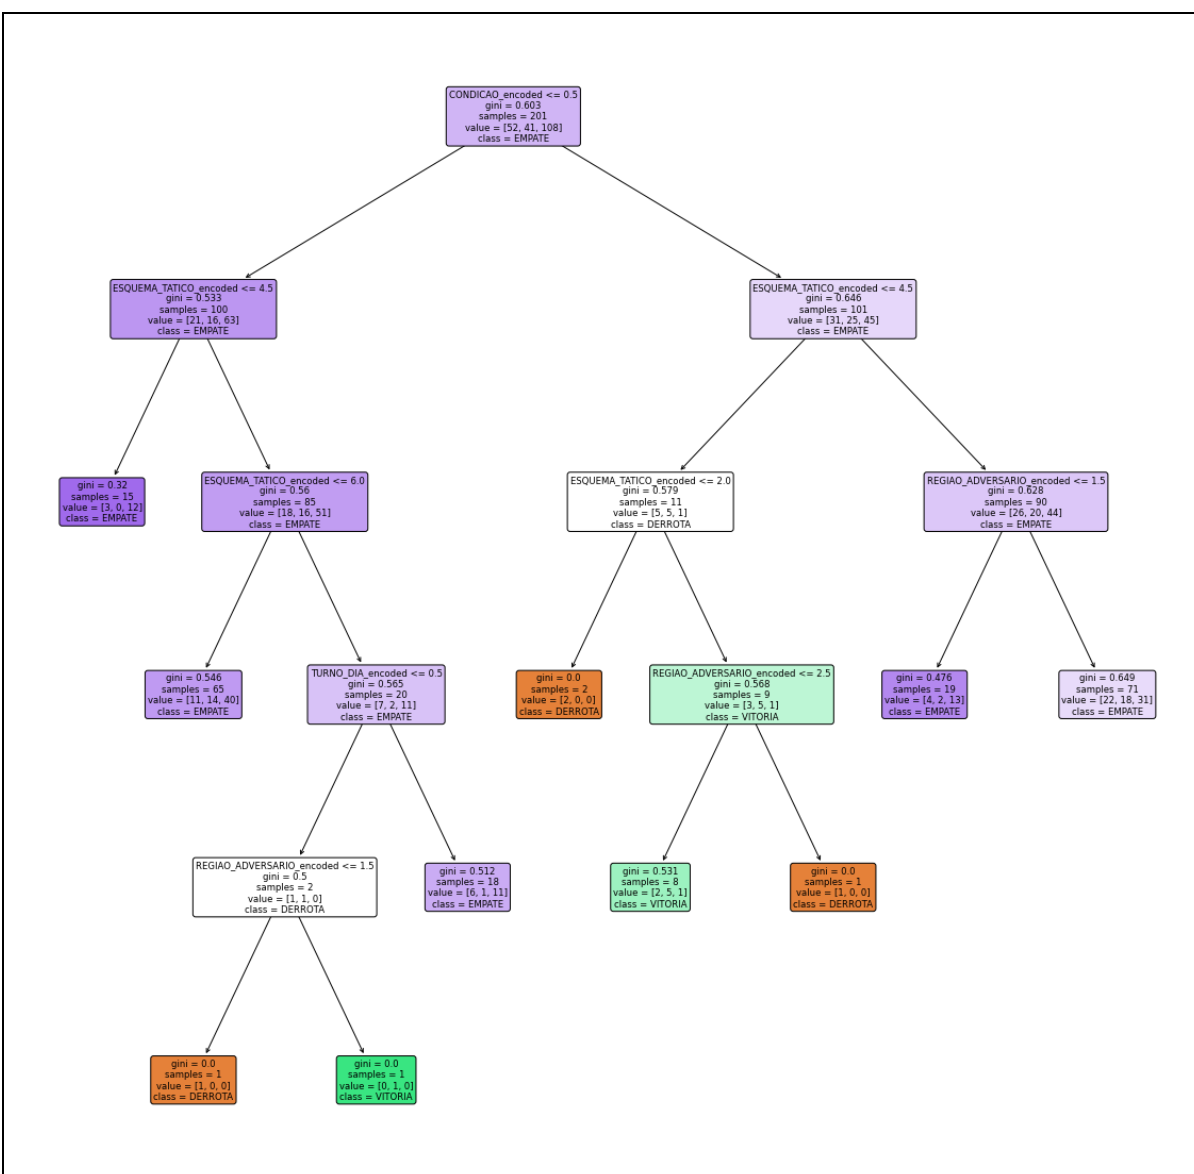 CONDICAO_encoded <= 0.5
gini = 0.603
samples = 201
value = [52, 41, 108]
class = EMPATE
ESQUEMA_TATICO_encoded <= 4.5
gini = 0.533
samples = 100
value = [21, 16, 63]
class = EMPATE
ESQUEMA_TATICO_encoded <= 4.5
gini = 0.646
samples = 101
value = [31, 25, 45]
class = EMPATE
gini = 0.32
samples = 15
value = [3, 0, 12]
class = EMPATE
ESQUEMA_TATICO_encoded <= 6.0
gini = 0.56
samples = 85
value = [18, 16, 51]
class = EMPATE
ESQUEMA_TATICO_encoded <= 2.0
gini = 0.579
samples = 11
value = [5, 5, 1]
class = DERROTA
REGIAO_ADVERSARIO_encoded <= 1.5
gini = 0.628
samples = 90
value = [26, 20, 44]
class = EMPATE
gini = 0.546
samples = 65
value = [11, 14, 40]
class = EMPATE
TURNO_DIA_encoded <= 0.5
gini = 0.565
samples = 20
value = [7, 2, 11]
class = EMPATE
gini = 0.0
samples = 2
value = [2, 0, 0]
class = DERROTA
REGIAO_ADVERSARIO_encoded <= 2.5
gini = 0.568
samples = 9
value = [3, 5, 1]
class = VITORIA
gini = 0.476
samples = 19
value = [4, 2, 13]
class = EMPATE
gini = 0.649
samples = 71
value = [22, 18, 31]
class = EMPATE
REGIAO_ADVERSARIO_encoded <= 1.5
gini = 0.5
samples = 2
value = [1, 1, 0]
class = DERROTA
gini = 0.512
samples = 18
value = [6, 1, 11]
class = EMPATE
gini = 0.531
samples = 8
value = [2, 5, 1]
class = VITORIA
gini = 0.0
samples = 1
value = [1, 0, 0]
class = DERROTA
gini = 0.0
samples = 1
value = [1, 0, 0]
class = DERROTA
gini = 0.0
samples = 1
value = [0, 1, 0]
class = VITORIA